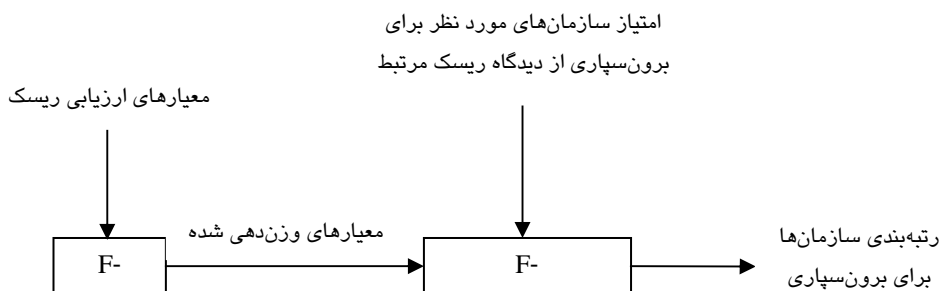 امتیاز سازمان‌های مورد نظر برای
برون‌سپاری از دیدگاه ریسک مرتبط
معیارهای ارزیابی ریسک
معیارهای وزن‌دهی شده
رتبه‌بندی سازمان‌ها
برای برون‌سپاری
F-
F-